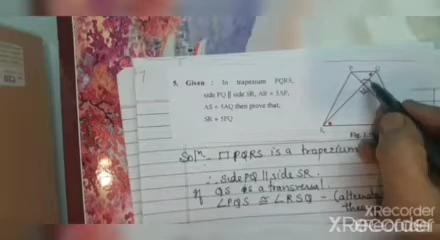 5. Given : In trapezium PQRS,
side PQ || side SR, AR = 5AP,
AS = 5AQ then prove that,
SR = 5PQ
Solⁿ- □ PQRS is a trapezium
∴ side PQ || side SR.
If QS is a transversal.
∠PQS ≅ ∠RSQ - (alternate
XRecorder
XRecorder